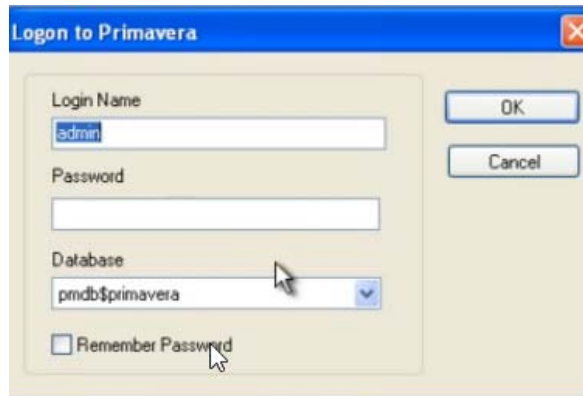 Logon to Primavera
Login Name
admin
OK
Cancel
Password
Database
pmdb$primavera
Remember Password